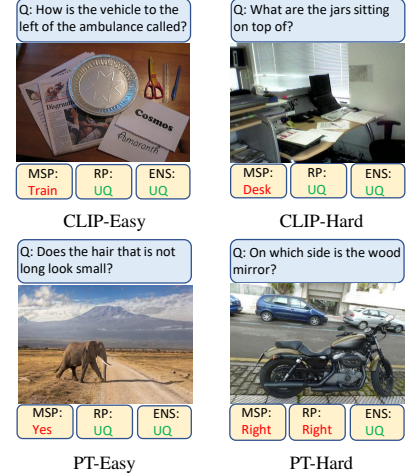 Q: How is the vehicle to the
left of the ambulance called?
Cosmos
Pomaranth
MSP:
Train
RP:
UQ
ENS:
UQ
CLIP-Easy
Q: What are the jars sitting
on top of?
MSP:
Desk
RP:
UQ
ENS:
UQ
CLIP-Hard
Q: Does the hair that is not
long look small?
MSP:
Yes
RP:
UQ
ENS:
UQ
PT-Easy
Q: On which side is the wood
mirror?
MSP:
Right
RP:
Right
ENS:
UQ
PT-Hard